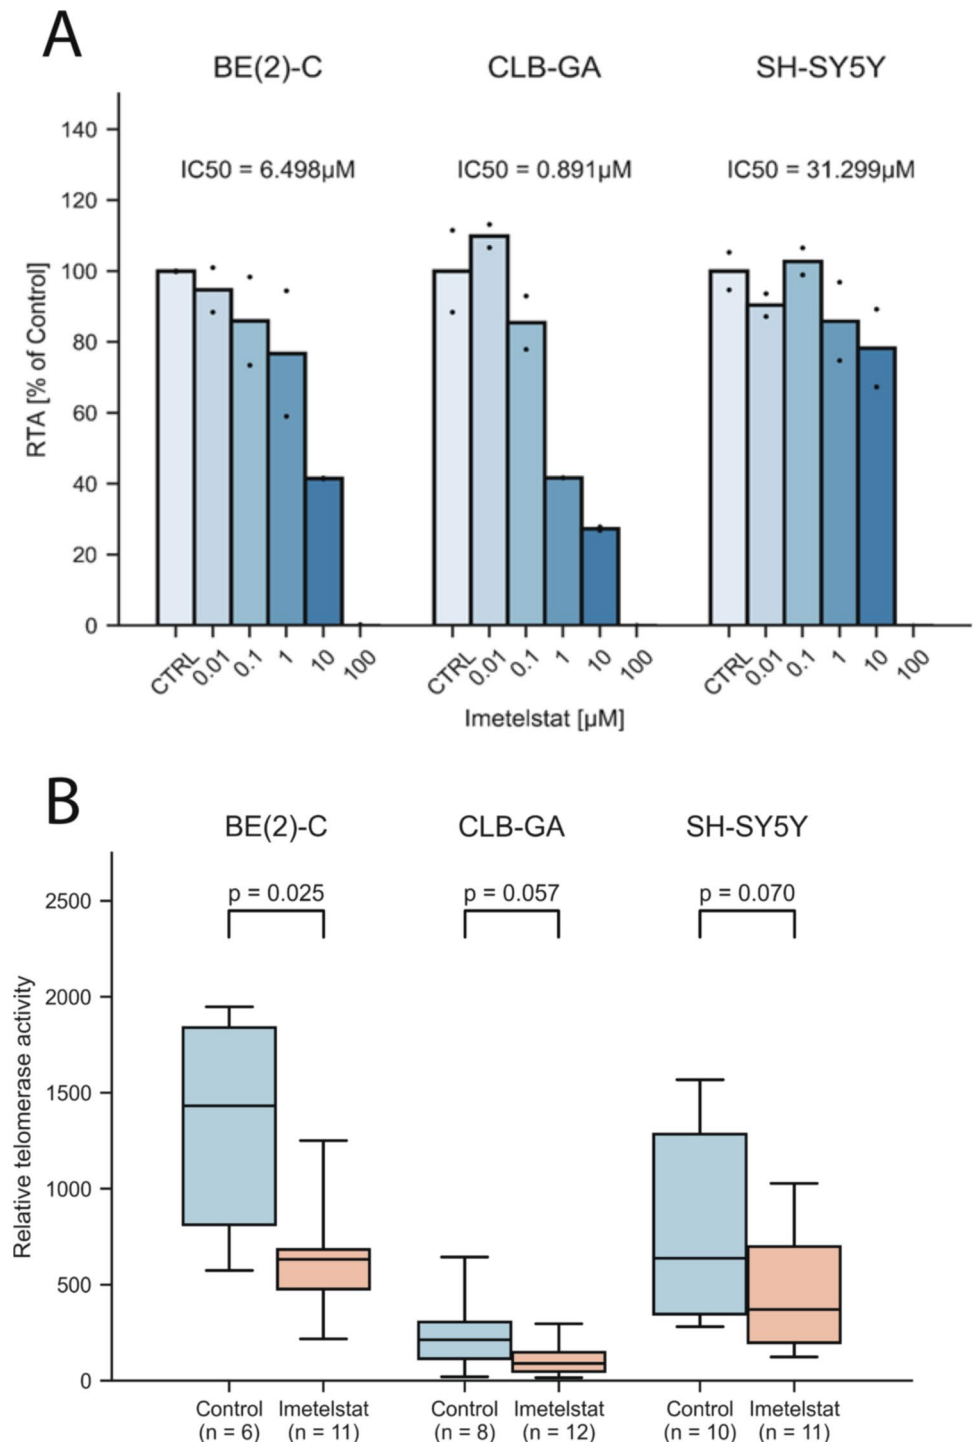 A
BE(2)-C CLB-GA SH-SY5Y
IC50 = 6.498µM IC50 = 0.891µM IC50 = 31.299µM
RTA [% of Control]
140
120
100
80
60
40
20
0
CTRL 0.01 0.1 1 10 100 CTRL 0.01 0.1 1 10 100 CTRL 0.01 0.1 1 10 100
Imetelstat [µM]
B
BE(2)-C CLB-GA SH-SY5Y
p = 0.025 p = 0.057 p = 0.070
Relative telomerase activity
2500
2000
1500
1000
500
0
Control Imetelstat Control Imetelstat Control Imetelstat
(n = 6) (n = 11) (n = 8) (n = 12) (n = 10) (n = 11)